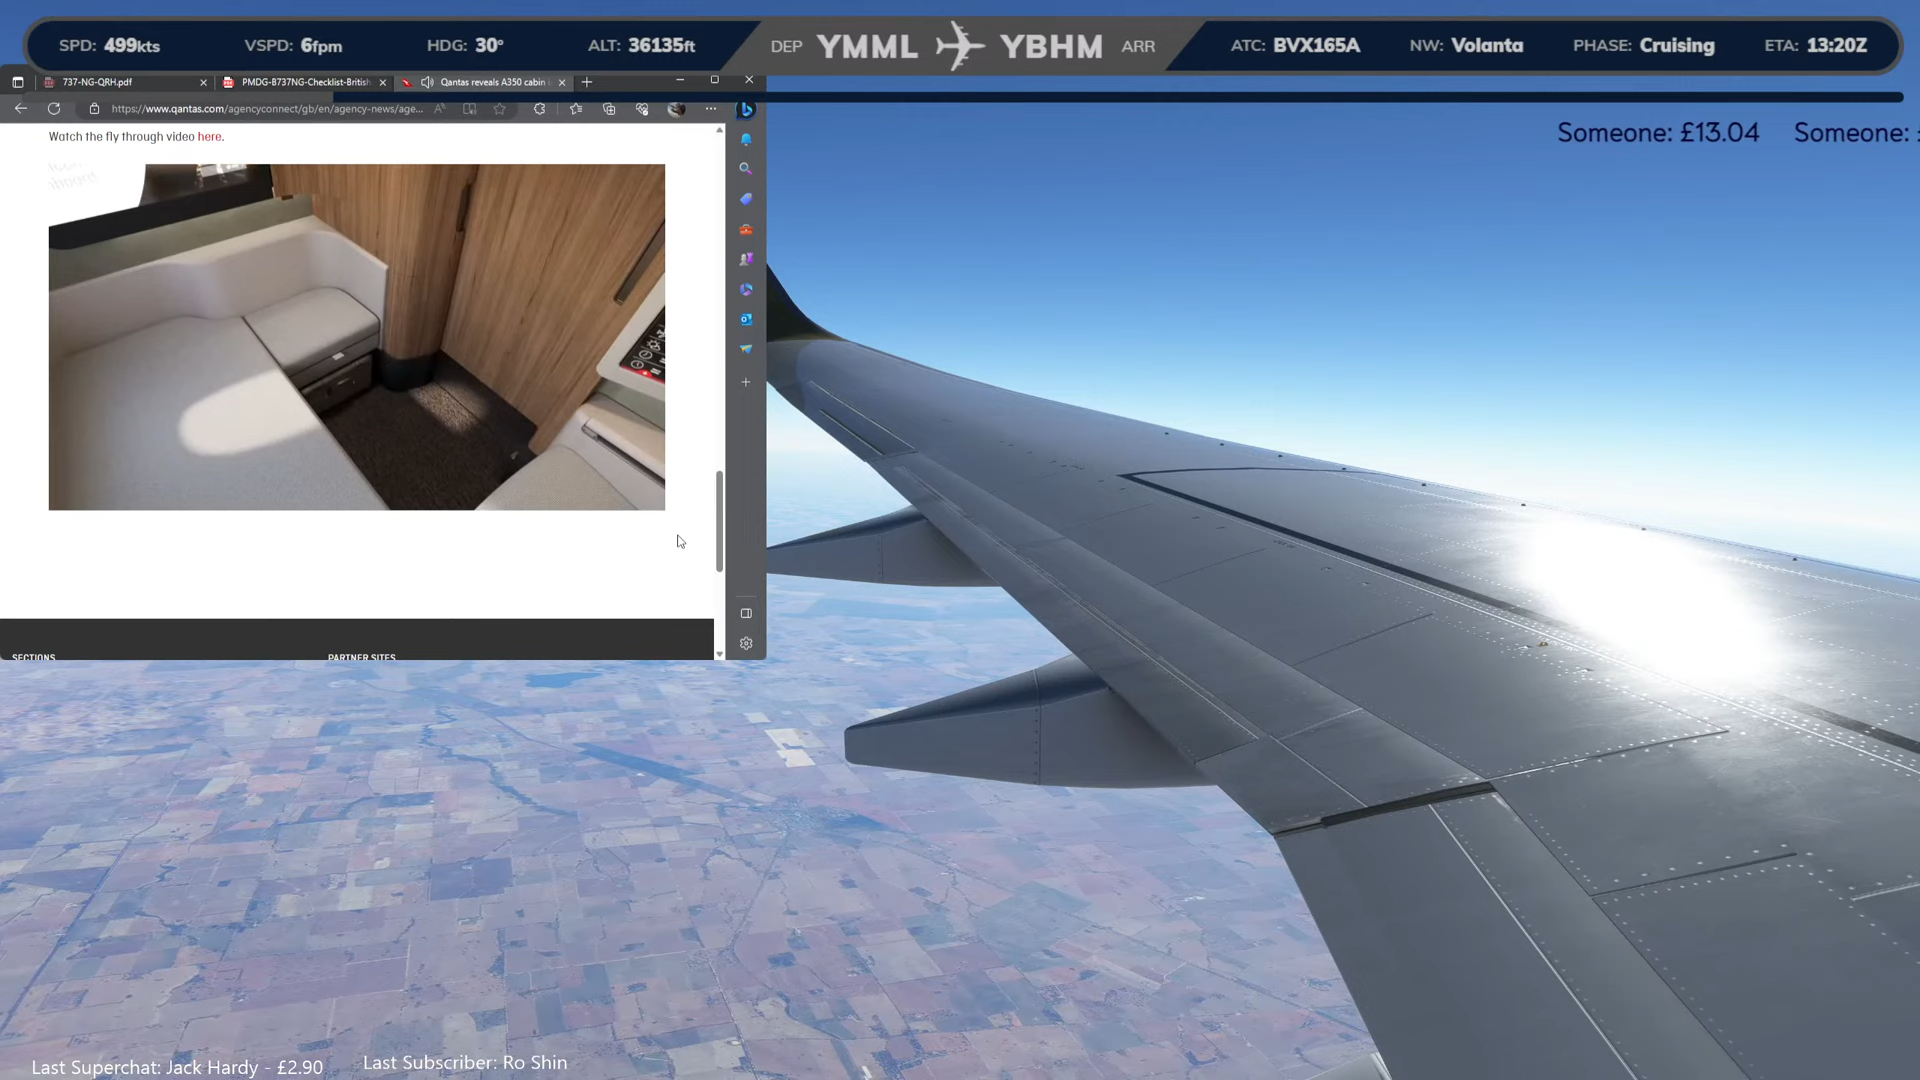 SPD: 499kts VSPD: 6fpm HDG: 30° ALT: 36135ft DEP YMML YBHM ARR ATC: BVX165A NW: Volanta PHASE: Cruising ETA: 13:20Z
737-NG-QRH.pdf PMDG-B737NG-Checklist-British Qantas reveals A350 cabin
https://www.qantas.com/agencyconnect/gb/en/agency-news/age...
Someone: £13.04 Someone:
Watch the fly through video here.
SECTIONS PARTNER SITES
Last Superchat: Jack Hardy - £2.90 Last Subscriber: Ro Shin